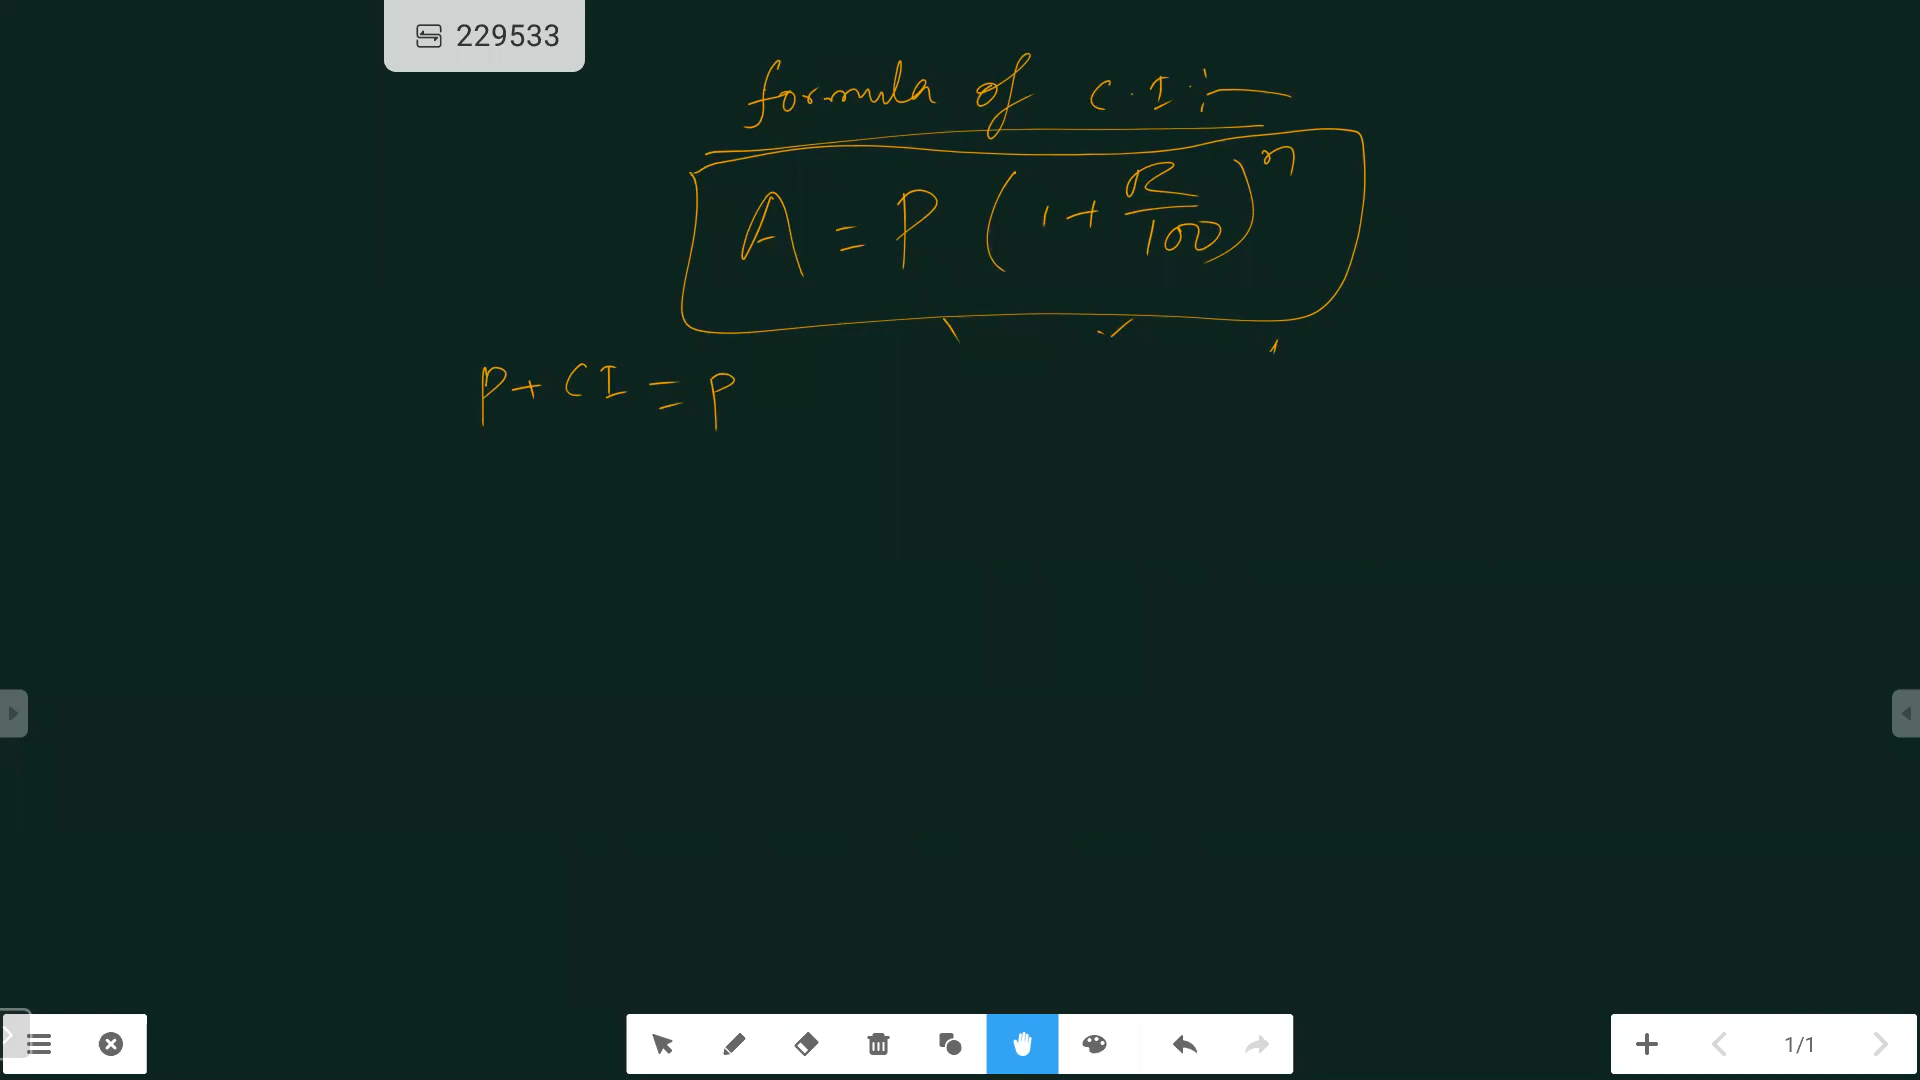 229533
formula of C.I :-
A = P (1 + R/100)^n
P + CI = P
1/1